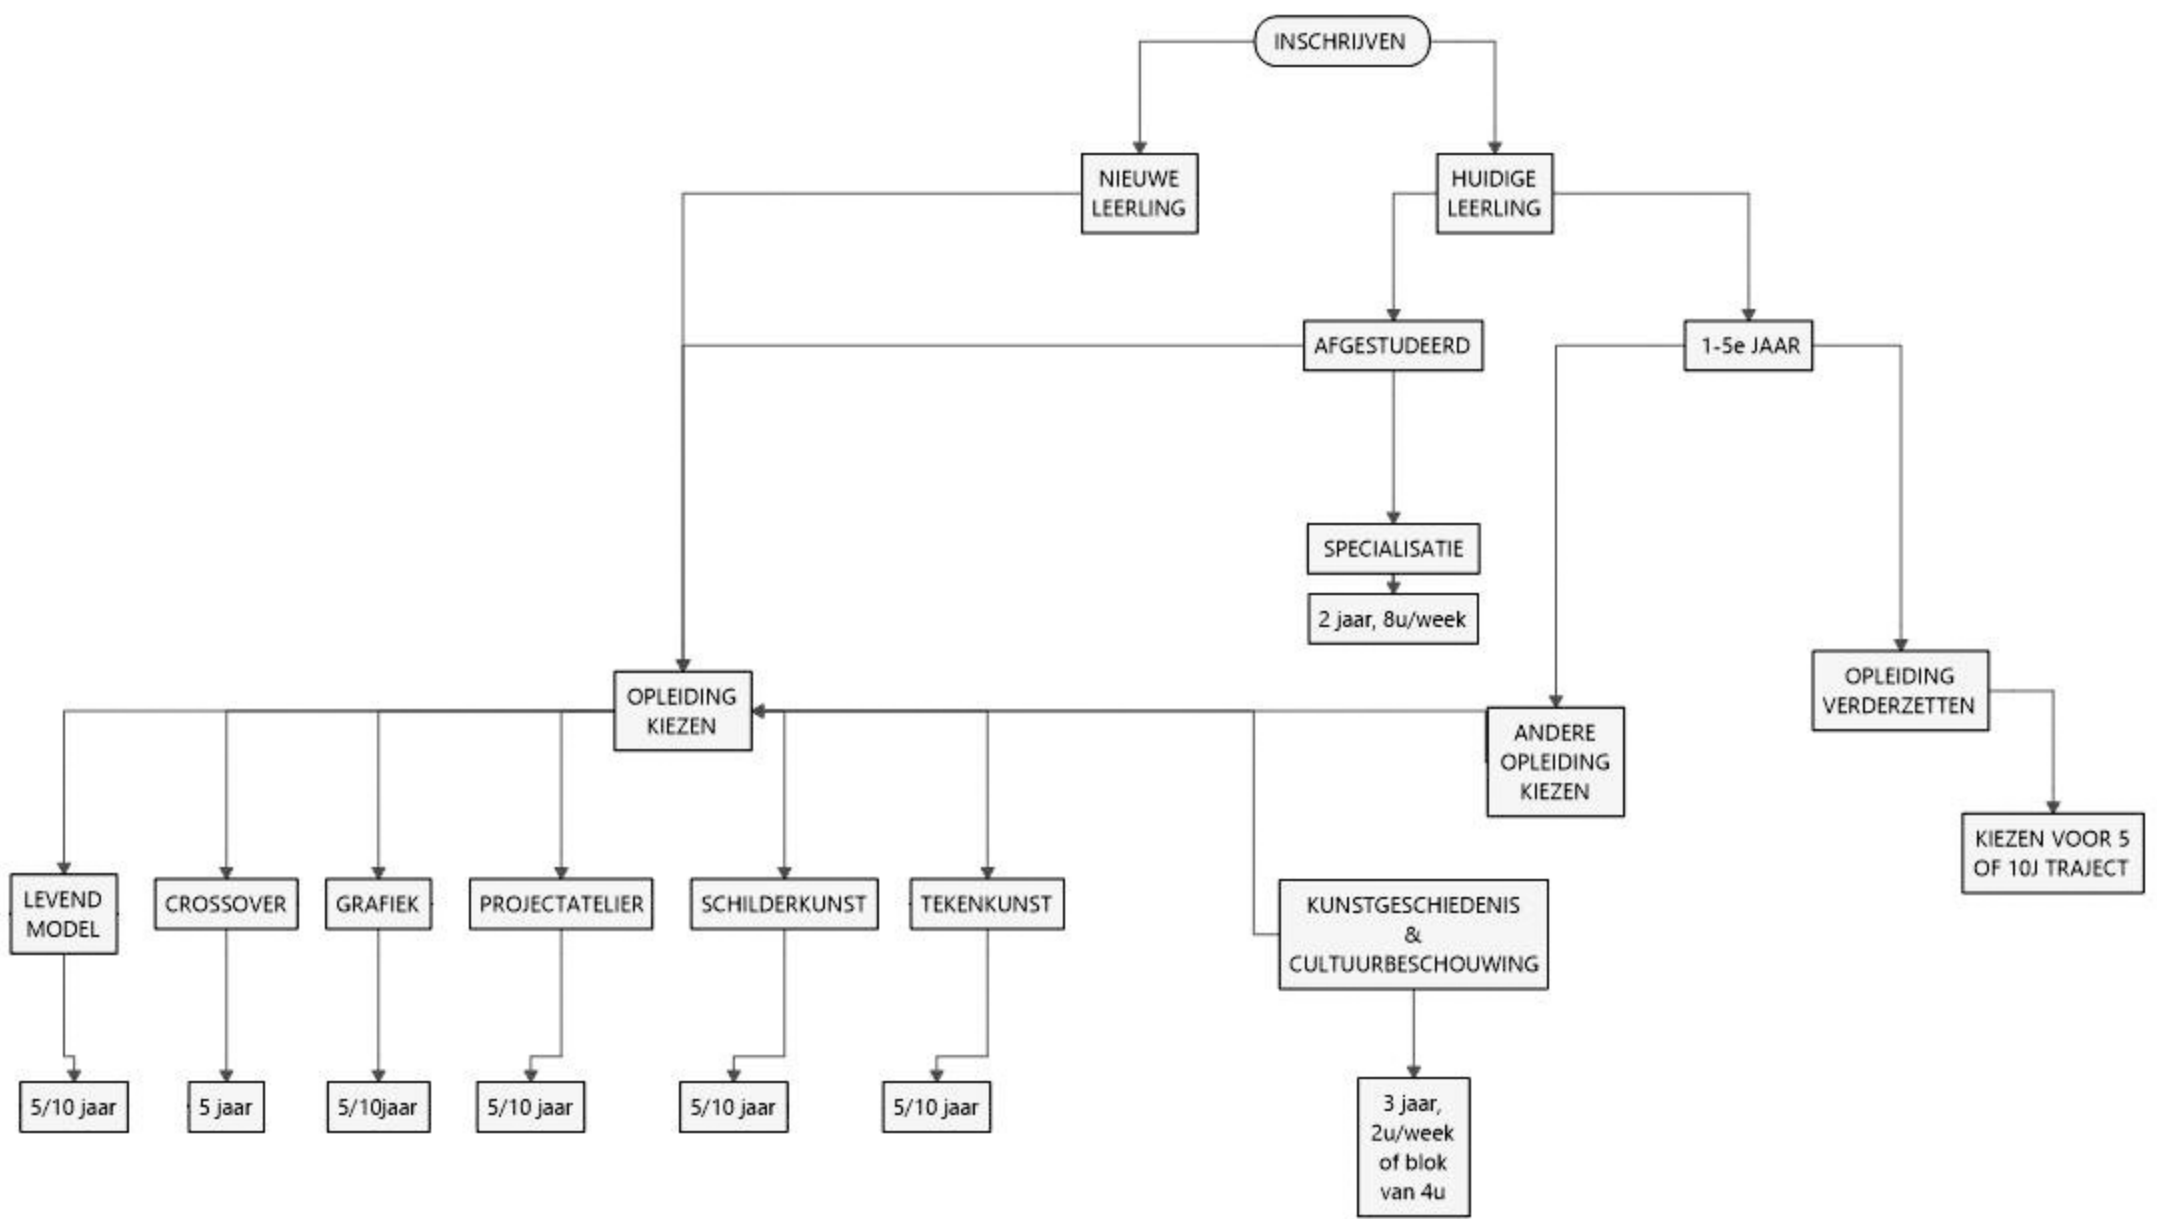 INSCHRIJVEN
NIEUWE
LEERLING
HUIDIGE
LEERLING
AFGESTUDEERD
1-5e JAAR
SPECIALISATIE
2 jaar, 8u/week
OPLEIDING
KIEZEN
ANDERE
OPLEIDING
KIEZEN
OPLEIDING
VERDERZETTEN
KIEZEN VOOR 5
OF 10J TRAJECT
LEVEND
MODEL
CROSSOVER
GRAFIEK
PROJECTATELIER
SCHILDERKUNST
TEKENKUNST
KUNSTGESCHIEDENIS
&
CULTUURBESCHOUWING
5/10 jaar
5 jaar
5/10jaar
5/10 jaar
5/10 jaar
5/10 jaar
3 jaar,
2u/week
of blok
van 4u